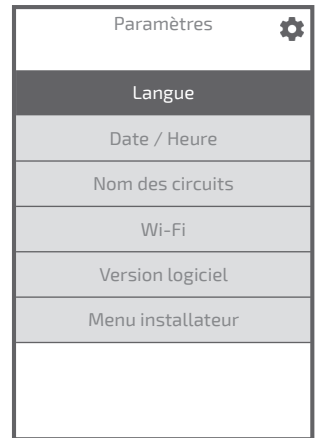 Paramètres
Langue
Date / Heure
Nom des circuits
Wi-Fi
Version logiciel
Menu installateur